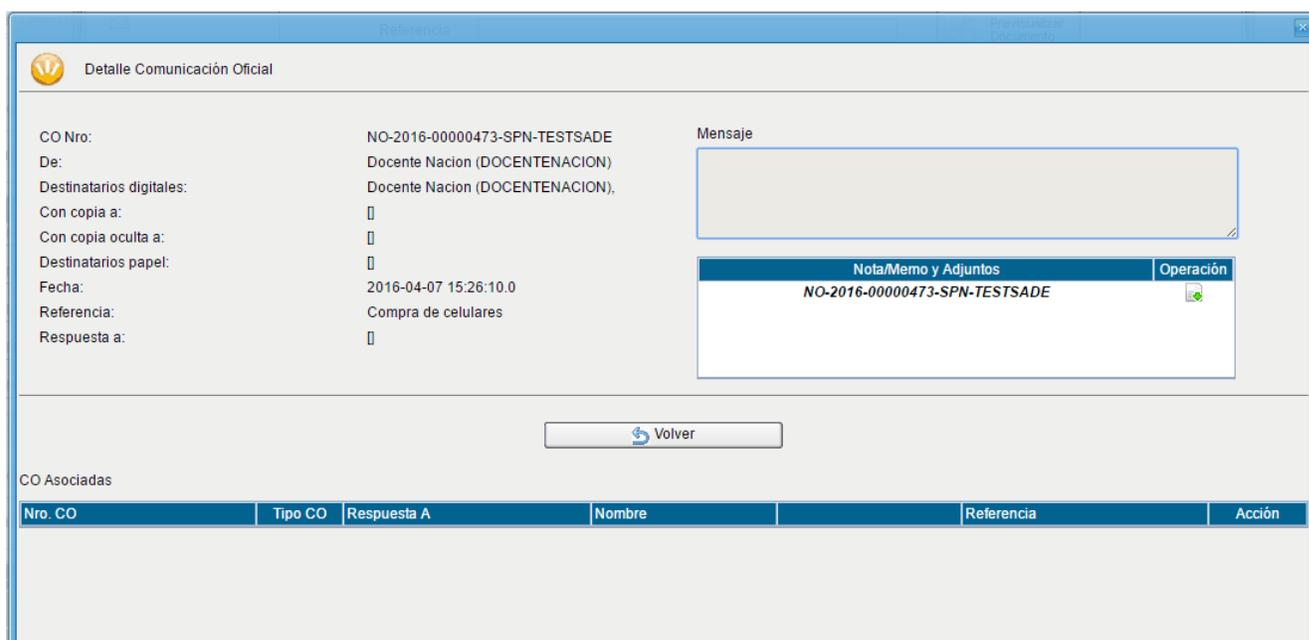 Referencia
Previsualizar
Documento
Detalle Comunicación Oficial
CO Nro: NO-2016-00000473-SPN-TESTSADE
De: Docente Nacion (DOCENTENACION)
Destinatarios digitales: Docente Nacion (DOCENTENACION),
Con copia a: []
Con copia oculta a: []
Destinatarios papel: []
Fecha: 2016-04-07 15:26:10.0
Referencia: Compra de celulares
Respuesta a: []
Mensaje
Nota/Memo y Adjuntos Operación
NO-2016-00000473-SPN-TESTSADE
Volver
CO Asociadas
Nro. CO Tipo CO Respuesta A Nombre Referencia Acción